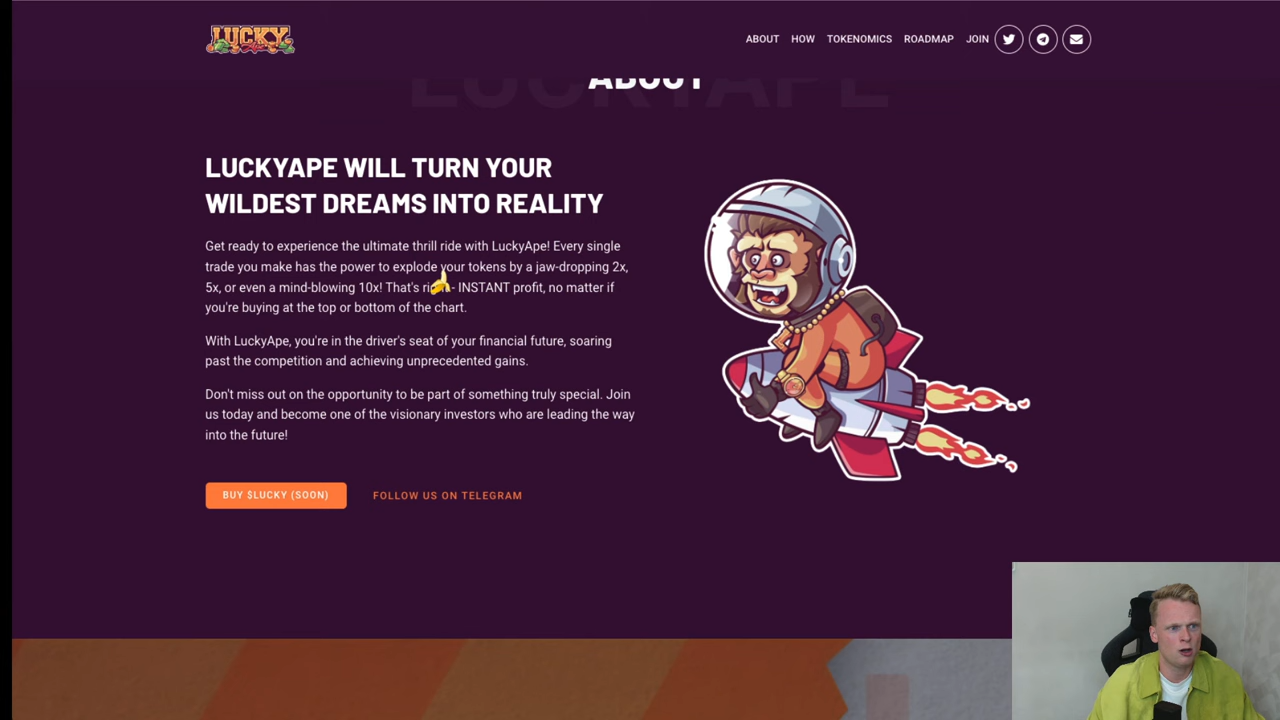 LUCKY
Ape
ABOUT HOW TOKENOMICS ROADMAP JOIN
LUCKYAPE
ABOUT
LUCKYAPE WILL TURN YOUR
WILDEST DREAMS INTO REALITY
Get ready to experience the ultimate thrill ride with LuckyApe! Every single
trade you make has the power to explode your tokens by a jaw-dropping 2x,
5x, or even a mind-blowing 10x! That's - INSTANT profit, no matter if
you're buying at the top or bottom of the chart.
With LuckyApe, you're in the driver's seat of your financial future, soaring
past the competition and achieving unprecedented gains.
Don't miss out on the opportunity to be part of something truly special. Join
us today and become one of the visionary investors who are leading the way
into the future!
BUY $LUCKY (SOON) FOLLOW US ON TELEGRAM